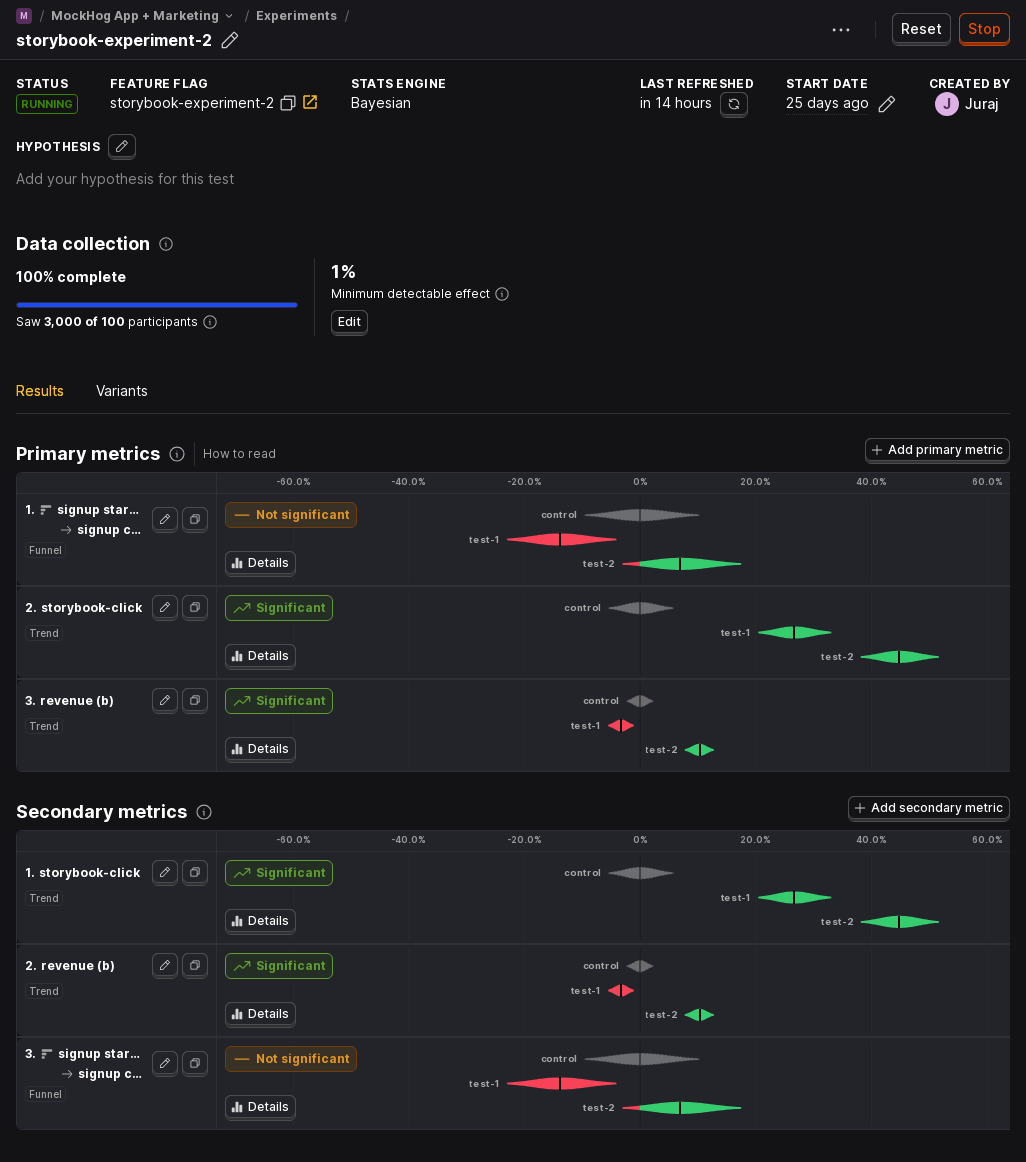 M / MockHog App + Marketing / Experiments /
storybook-experiment-2
Reset
Stop
STATUS
RUNNING
FEATURE FLAG
storybook-experiment-2
STATS ENGINE
Bayesian
LAST REFRESHED
in 14 hours
START DATE
25 days ago
CREATED BY
J Juraj
HYPOTHESIS
Add your hypothesis for this test
Data collection
100% complete
Saw 3,000 of 100 participants
1%
Minimum detectable effect
Edit
Results
Variants
Primary metrics
How to read
Add primary metric
-60.0% -40.0% -20.0% 0% 20.0% 40.0% 60.0%
1. signup star...
signup c...
Funnel
Not significant
Details
control
test-1
test-2
2. storybook-click
Trend
Significant
Details
control
test-1
test-2
3. revenue (b)
Trend
Significant
Details
control
test-1
test-2
Secondary metrics
Add secondary metric
-60.0% -40.0% -20.0% 0% 20.0% 40.0% 60.0%
1. storybook-click
Trend
Significant
Details
control
test-1
test-2
2. revenue (b)
Trend
Significant
Details
control
test-1
test-2
3. signup star...
signup c...
Funnel
Not significant
Details
control
test-1
test-2